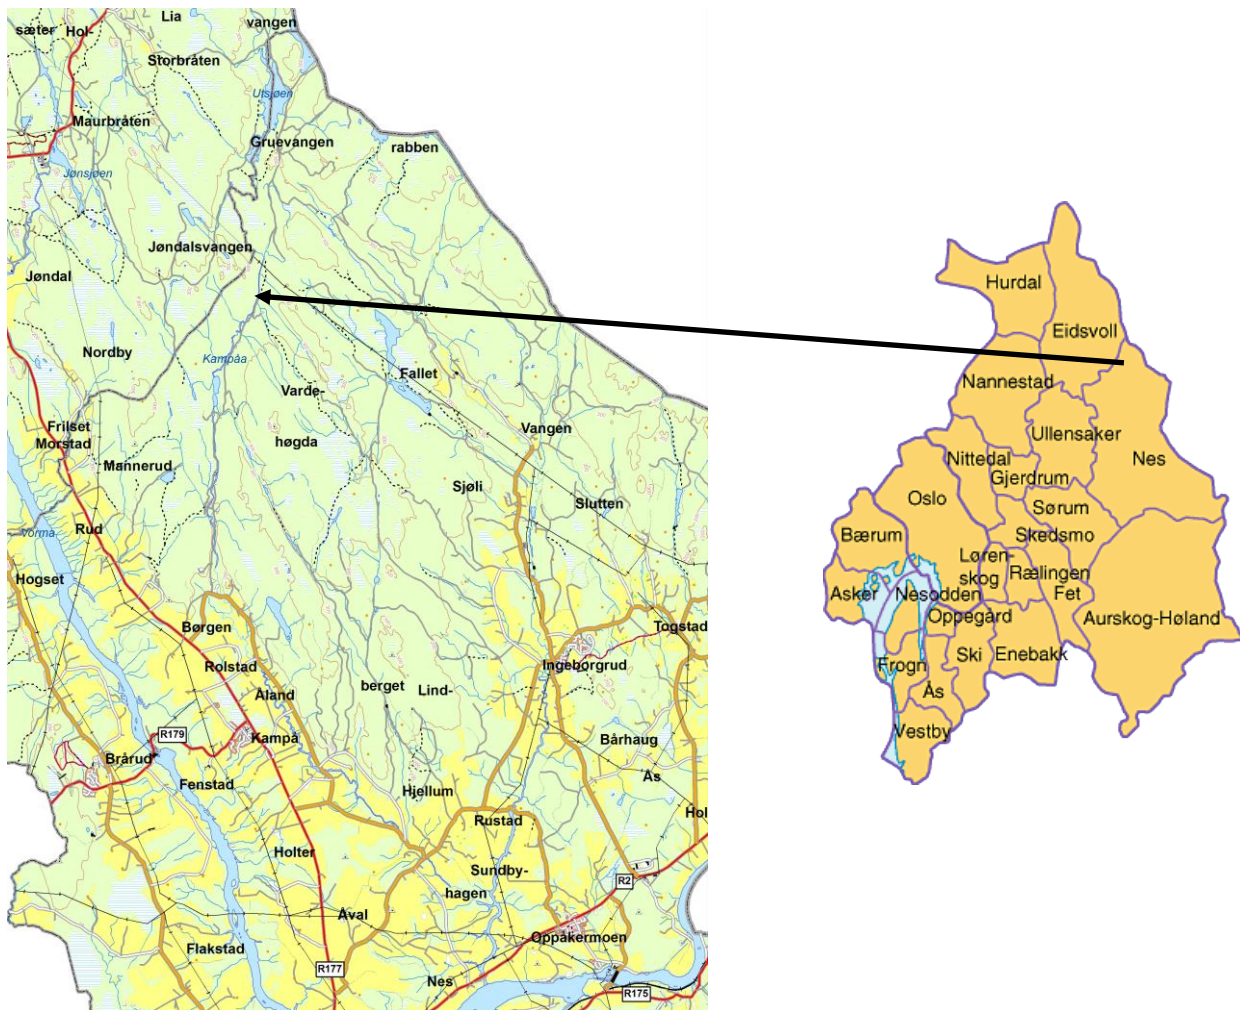 Lia
vangen
sæter
Hol-
Storbråten
Utsjøen
Maurbråten
Gruevangen
rabben
Jønsjøen
Jøndalsvangen
Jøndal
Nordby
Kampåa
Fallet
Varde-
høgda
Frilset
Morstad
Vangen
Mannerud
Sjøli
Slutten
Vorma
Rud
Hogset
Børgen
Togstad
Rolstad
Ingeborgrud
Åland
berget
Lind-
R179
Kampå
Bårhaug
Brårud
Ås
Fenstad
Hjellum
Hol
Rustad
Holter
Sundby-
hagen
R2
Åval
Oppåkermoen
Flakstad
R177
Nes
R175
Hurdal
Eidsvoll
Nannestad
Ullensaker
Nes
Nittedal
Gjerdrum
Oslo
Sørum
Bærum
Skedsmo
Løren-
skog
Rælingen
Asker
Nesodden
Fet
Oppegård
Aurskog-Høland
Frogn
Ski
Enebakk
Ås
Vestby